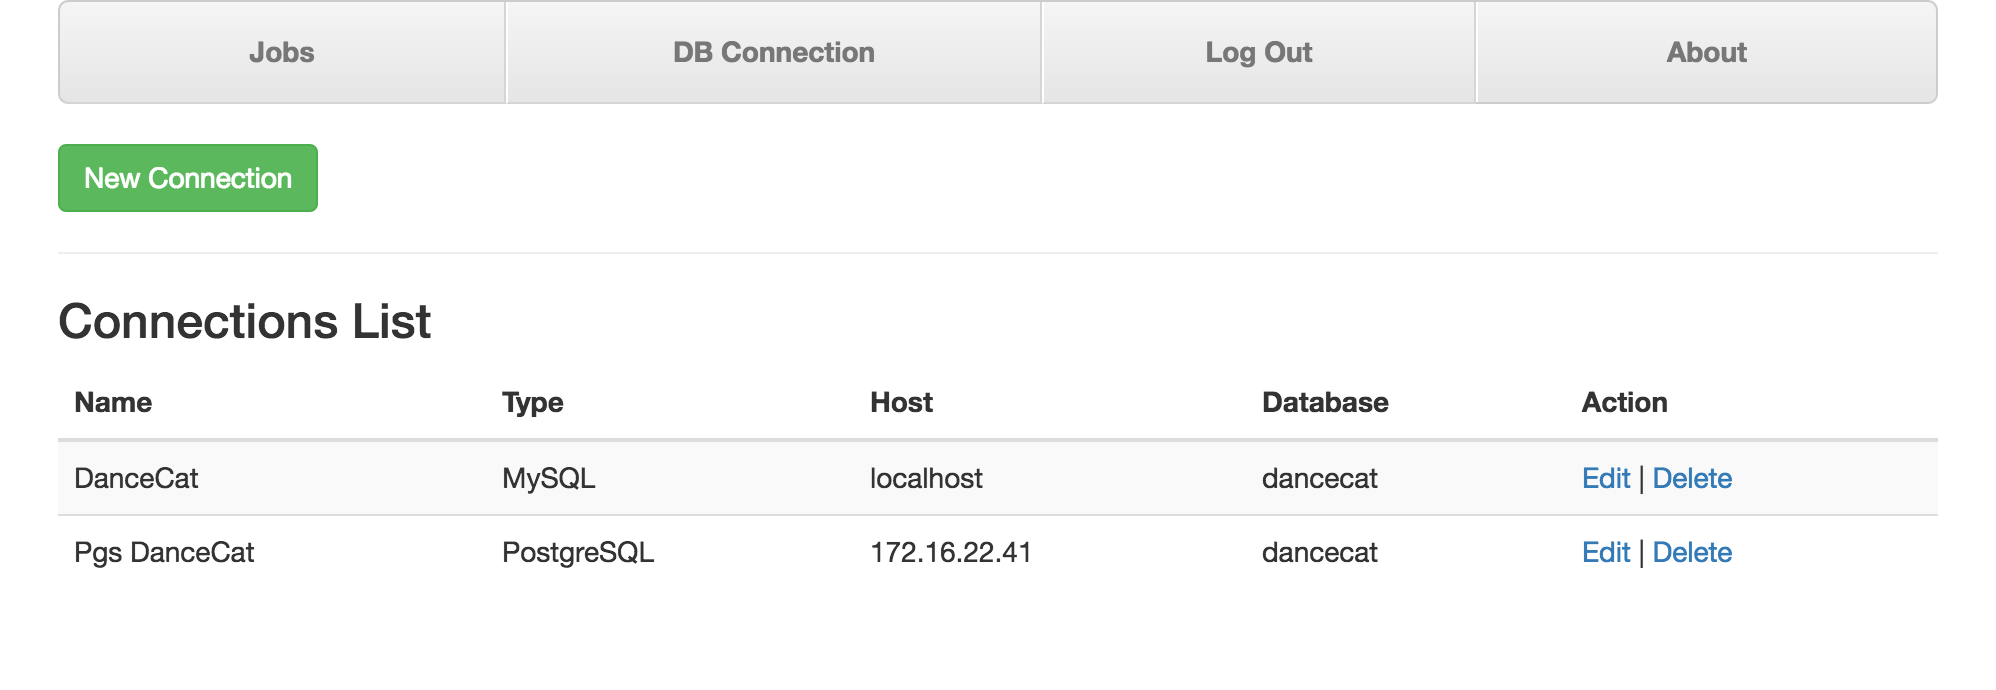 Jobs DB Connection Log Out About
New Connection
Connections List
Name Type Host Database Action
DanceCat MySQL localhost dancecat Edit | Delete
Pgs DanceCat PostgreSQL 172.16.22.41 dancecat Edit | Delete